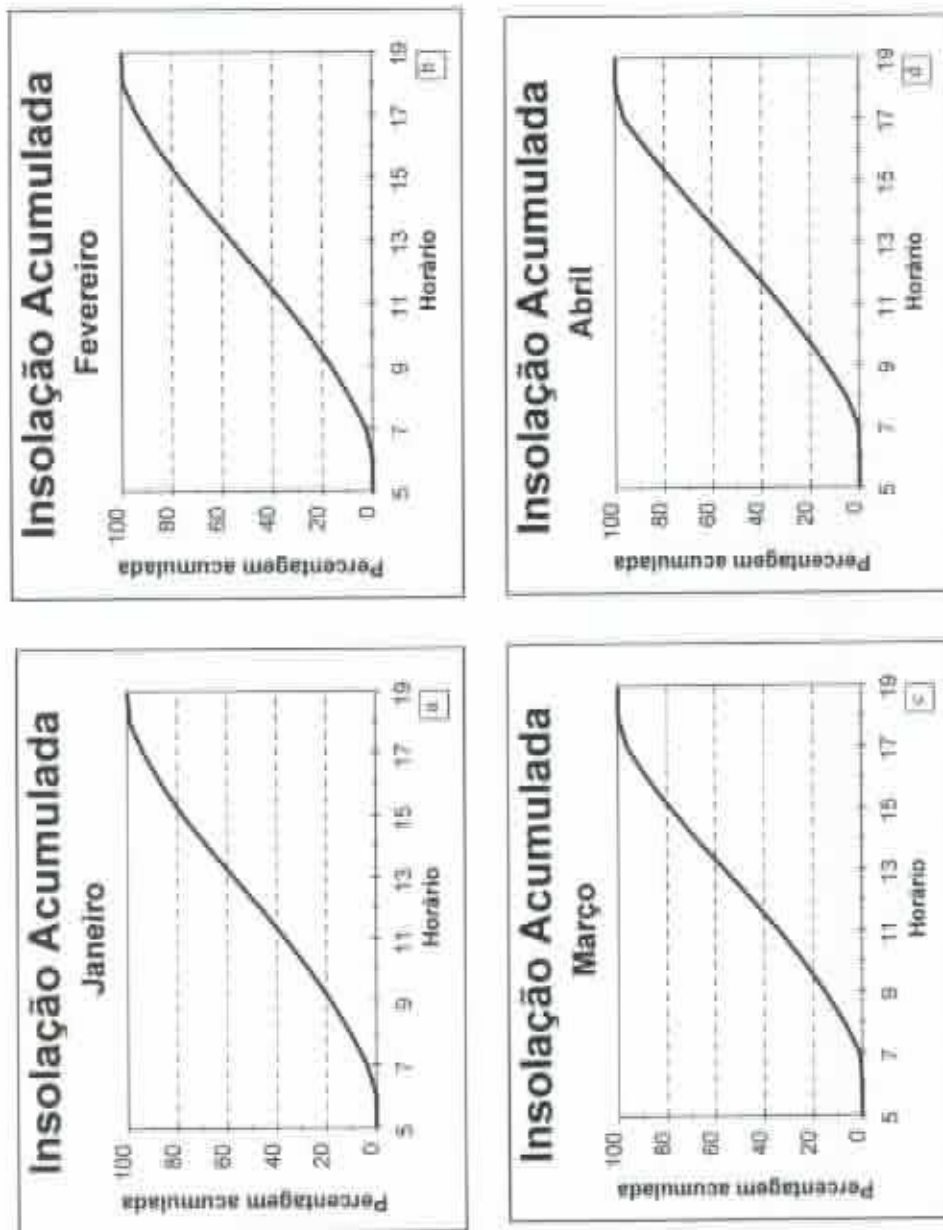 Insolação Acumulada
Janeiro
Percentagem acumulada
100
80
60
40
20
0
5 7 9 11 13 15 17 19
Horário
a
Insolação Acumulada
Fevereiro
Percentagem acumulada
100
80
60
40
20
0
5 7 9 11 13 15 17 19
Horário
Insolação Acumulada
Março
Percentagem acumulada
100
80
60
40
20
0
5 7 9 11 13 15 17 19
Horário
c
Insolação Acumulada
Abril
Percentagem acumulada
100
80
60
40
20
0
5 7 9 11 13 15 17 19
Horário
d